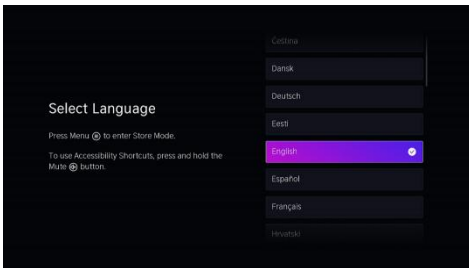 Select Language
Press Menu to enter Store Mode.
To use Accessibility Shortcuts, press and hold the
Mute button.
Čeština
Dansk
Deutsch
Eesti
English
Español
Français
Hrvatski